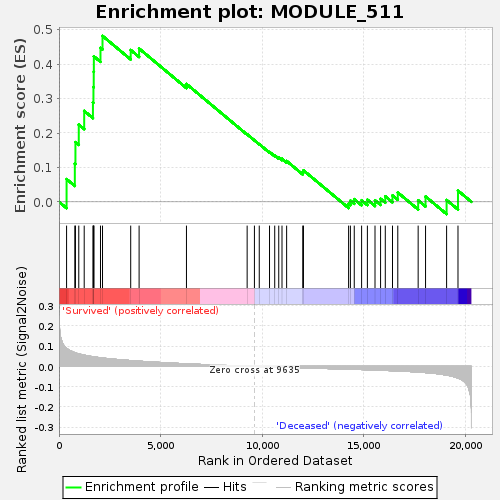 Enrichment plot: MODULE_511
Enrichment score (ES)
0.5
0.4
0.3
0.2
0.1
0.0
Ranked list metric (Signal2Noise)
0.3
0.2
0.1
0.0
-0.1
-0.2
-0.3
'Survived' (positively correlated)
Zero cross at 9635
'Deceased' (negatively correlated)
0
5,000
10,000
15,000
20,000
Rank in Ordered Dataset
Enrichment profile
Hits
Ranking metric scores